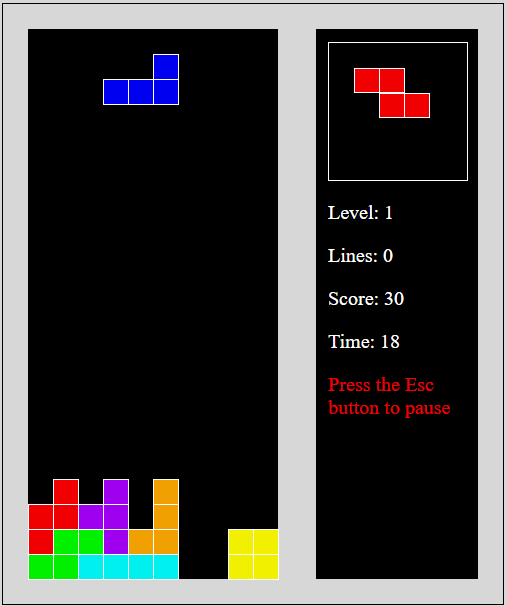 Level: 1
Lines: 0
Score: 30
Time: 18
Press the Esc
button to pause